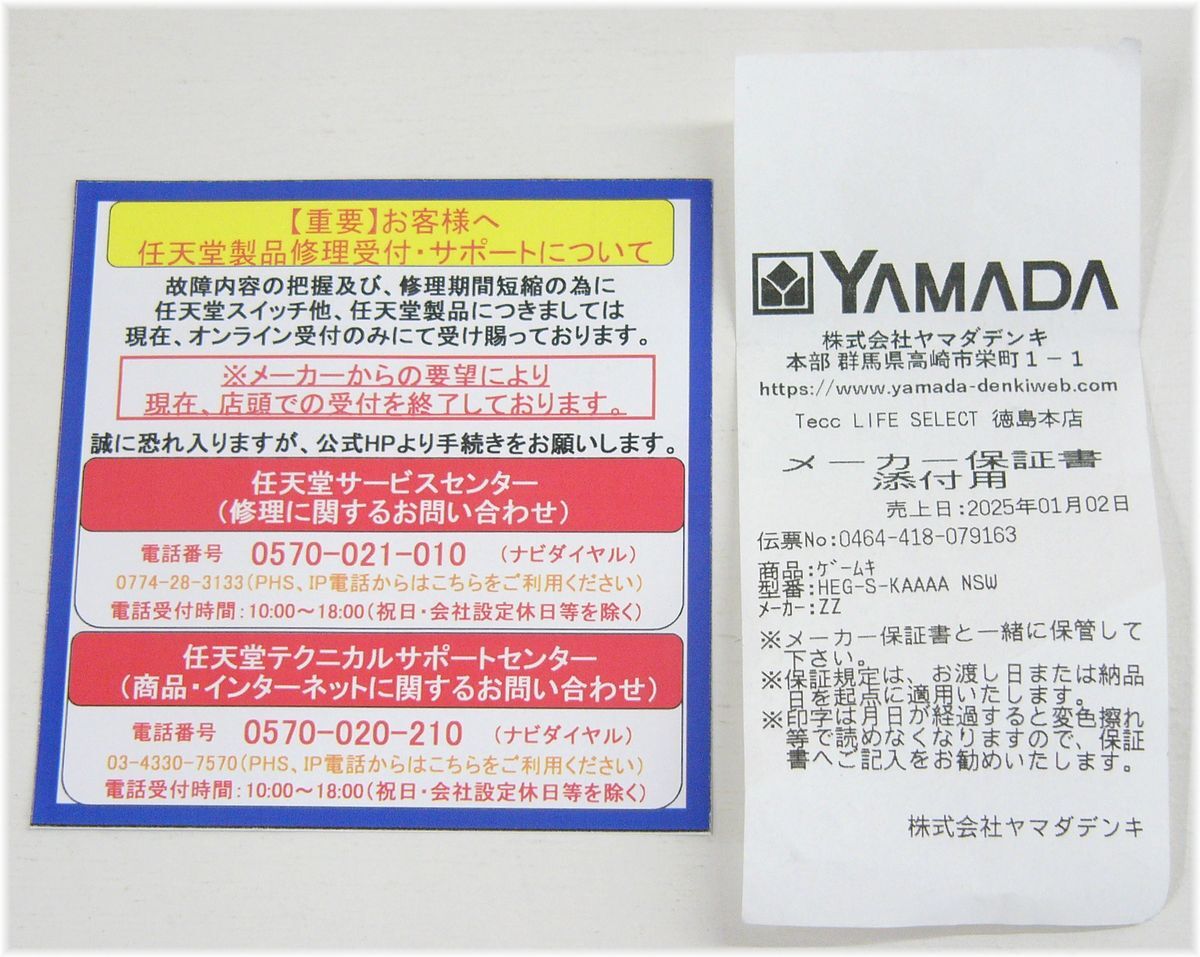 【重要】お客様へ
任天堂製品修理受付・サポートについて
故障内容の把握及び、修理期間短縮の為に
任天堂スイッチ他、任天堂製品につきましては
現在、オンライン受付のみにて受け賜っております。
※メーカーからの要望により
現在、店頭での受付を終了しております。
誠に恐れ入りますが、公式HPより手続きをお願いします。
任天堂サービスセンター
(修理に関するお問い合わせ)
電話番号 0570-021-010 (ナビダイヤル)
0774-28-3133(PHS、IP電話からはこちらをご利用ください)
電話受付時間:10:00～18:00(祝日・会社設定休日等を除く)
任天堂テクニカルサポートセンター
(商品・インターネットに関するお問い合わせ)
電話番号 0570-020-210 (ナビダイヤル)
03-4330-7570(PHS、IP電話からはこちらをご利用ください)
電話受付時間:10:00～18:00(祝日・会社設定休日等を除く)
YAMADA
株式会社ヤマダデンキ
本部 群馬県高崎市栄町1－1
https://www.yamada-denkiweb.com
Tecc LIFE SELECT 徳島本店
メーカー保証書
添付用
売上日:2025年01月02日
伝票No:0464-418-079163
商品:ｹﾞｰﾑｷ
型番:HEG-S-KAAAA NSW
ﾒｰｶｰ:ZZ
※メーカー保証書と一緒に保管して
下さい。
※保証規定は、お渡し日または納品
日を起点に適用いたします。
※印字は月日が経過すると変色擦れ
等で読めなくなりますので、保証
書へご記入をお勧めいたします。
株式会社ヤマダデンキ